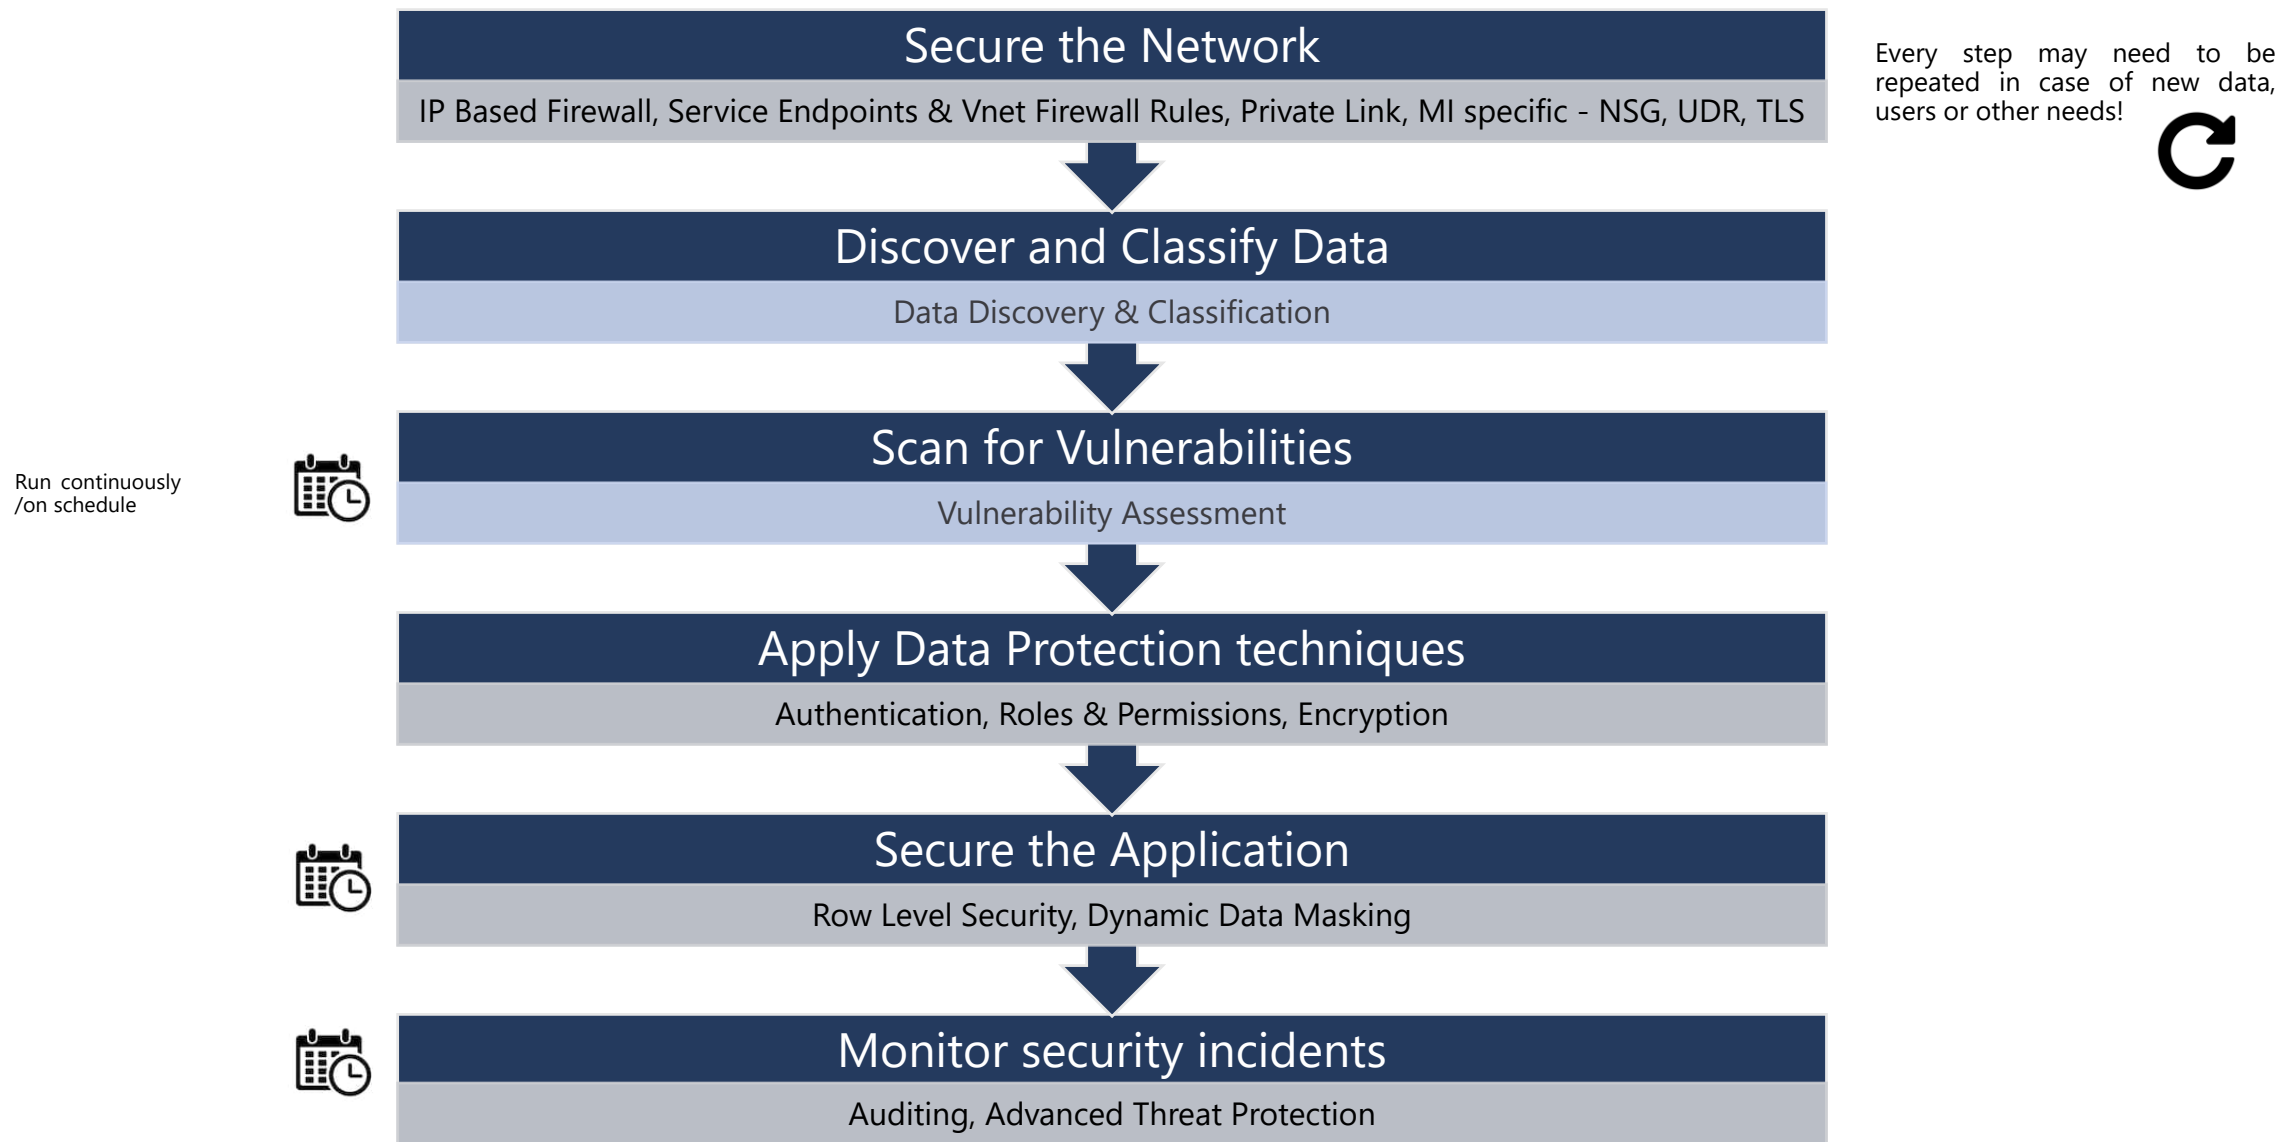 Secure the Network
IP Based Firewall, Service Endpoints & Vnet Firewall Rules, Private Link, MI specific - NSG, UDR, TLS
Every step may need to be
repeated in case of new data,
users or other needs!
Discover and Classify Data
Data Discovery & Classification
Run continuously
/on schedule
Scan for Vulnerabilities
Vulnerability Assessment
Apply Data Protection techniques
Authentication, Roles & Permissions, Encryption
Secure the Application
Row Level Security, Dynamic Data Masking
Monitor security incidents
Auditing, Advanced Threat Protection